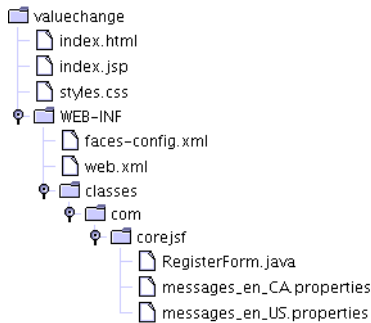 valuechange
index.html
index.jsp
styles.css
WEB-INF
faces-config.xml
web.xml
classes
com
corejsf
RegisterForm.java
messages_en_CA.properties
messages_en_US.properties